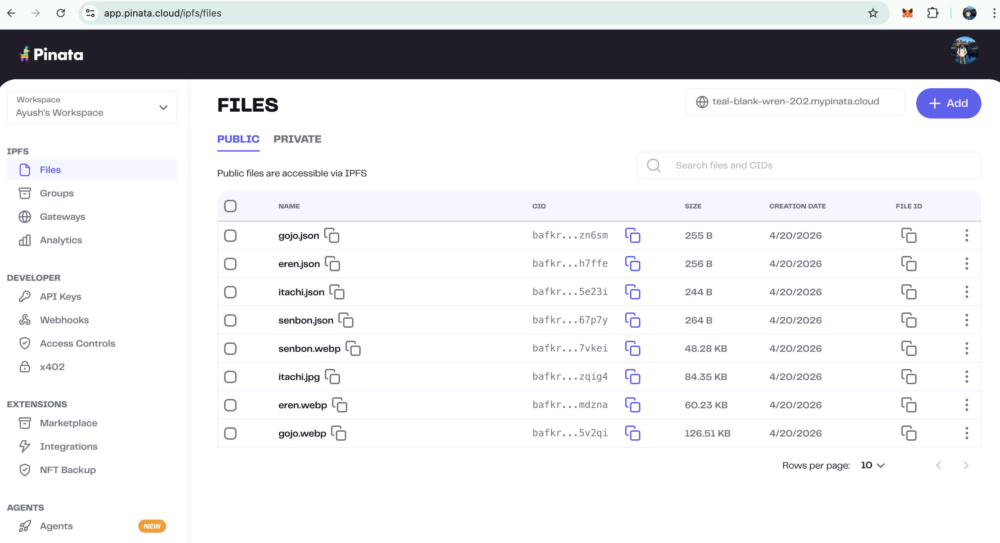 app.pinata.cloud/ipfs/files
Pinata
Workspace
Ayush's Workspace
IPFS
Files
Groups
Gateways
Analytics
DEVELOPER
API Keys
Webhooks
Access Controls
x402
EXTENSIONS
Marketplace
Integrations
NFT Backup
AGENTS
Agents NEW
FILES
teal-blank-wren-202.mypinata.cloud
Add
PUBLIC PRIVATE
Public files are accessible via IPFS
Search files and CIDs
NAME CID SIZE CREATION DATE FILE ID
gojo.json bafkr...zn6sm 255 B 4/20/2026
eren.json bafkr...h7ffe 256 B 4/20/2026
itachi.json bafkr...5e23i 244 B 4/20/2026
senbon.json bafkr...67p7y 264 B 4/20/2026
senbon.webp bafkr...7vkei 48.28 KB 4/20/2026
itachi.jpg bafkr...zqig4 84.35 KB 4/20/2026
eren.webp bafkr...mdzna 60.23 KB 4/20/2026
gojo.webp bafkr...5v2qi 126.51 KB 4/20/2026
Rows per page: 10